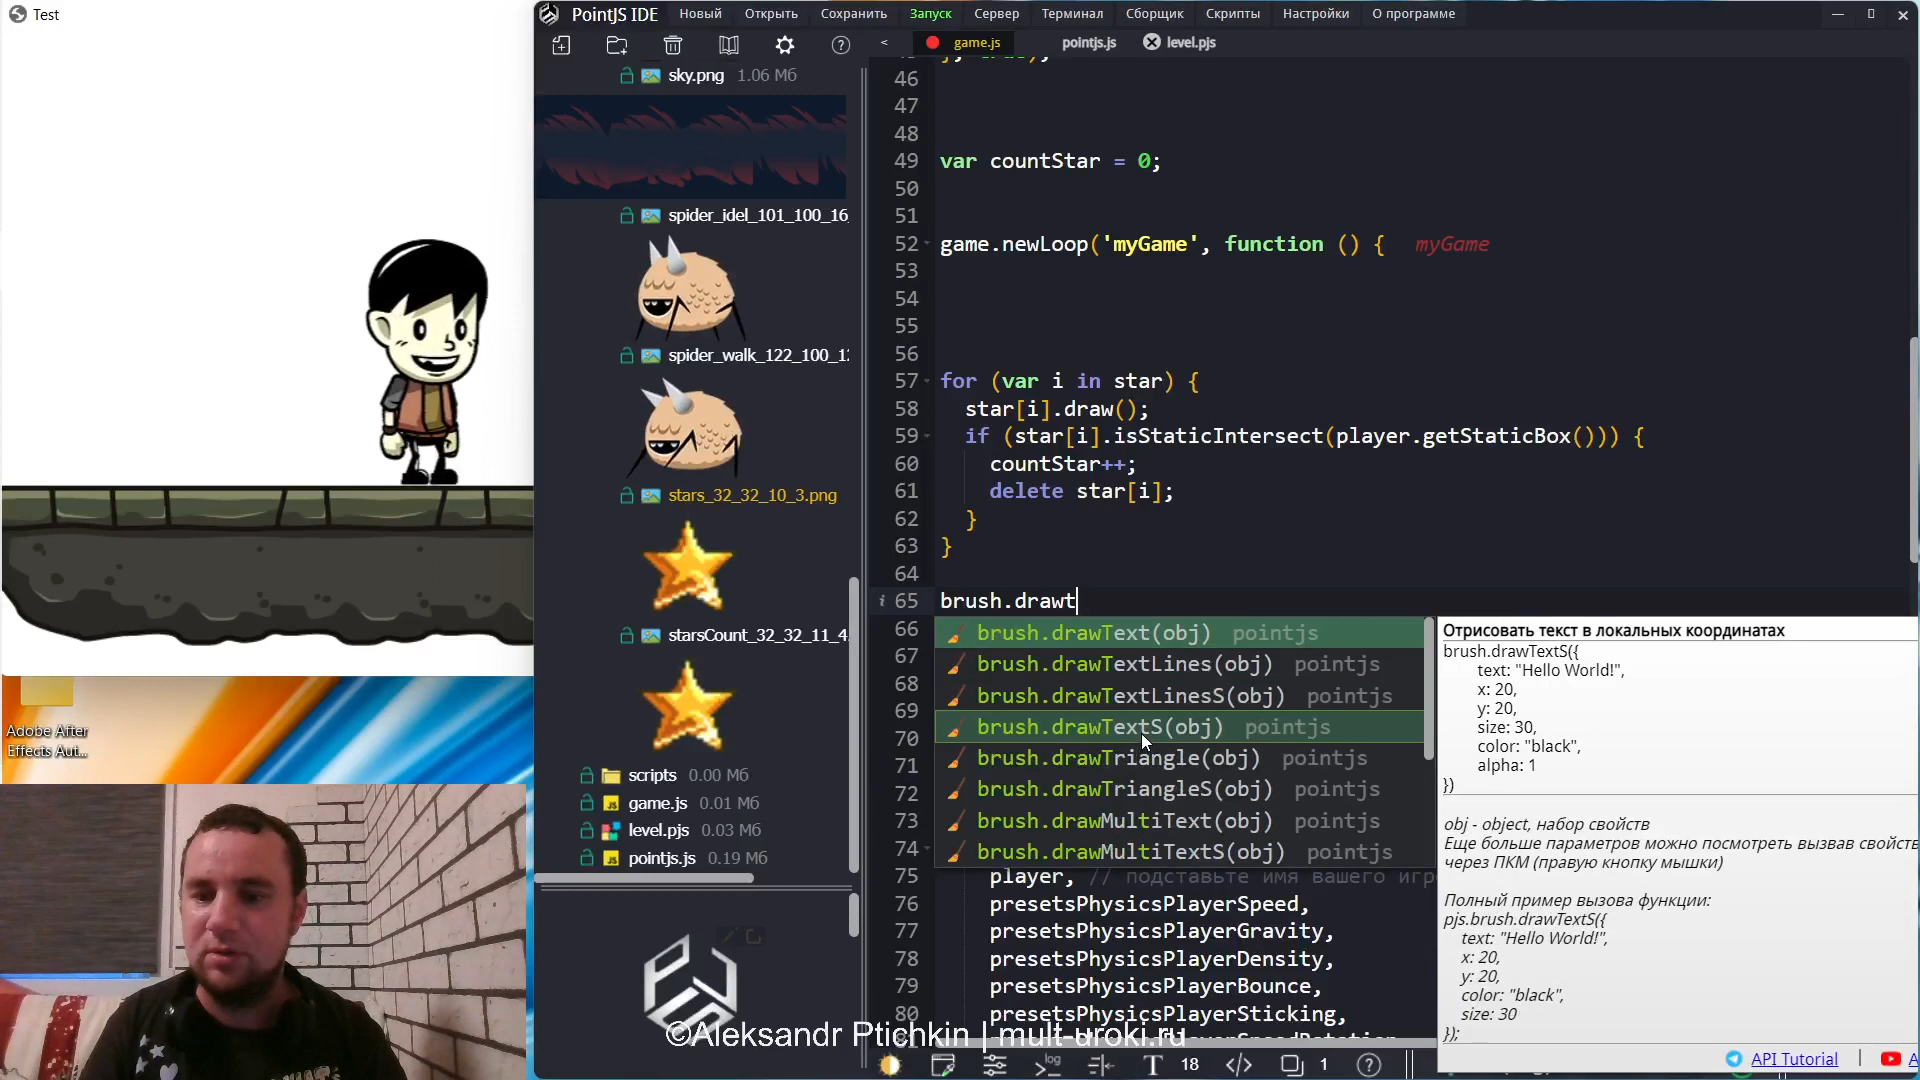 Test
PointJS IDE
Новый Открыть Сохранить Запуск Сервер Терминал Сборщик Скрипты Настройки О программе
< game.js pointjs.js level.pjs
sky.png 1.06 Мб
spider_idel_101_100_16
spider_walk_122_100_1
stars_32_32_10_3.png
starsCount_32_32_11_4
scripts 0.00 Мб
game.js 0.01 Мб
level.pjs 0.03 Мб
pointjs.js 0.19 Мб
46
47
48
49 var countStar = 0;
50
51
52 game.newLoop('myGame', function () { myGame
53
54
55
56
57 for (var i in star) {
58 star[i].draw();
59 if (star[i].isStaticIntersect(player.getStaticBox())) {
60 countStar++;
61 delete star[i];
62 }
63 }
64
65 brush.drawt
66 brush.drawText(obj) pointjs
67 brush.drawTextLines(obj) pointjs
68 brush.drawTextLinesS(obj) pointjs
69
70 brush.drawTextS(obj) pointjs
71 brush.drawTriangle(obj) pointjs
72 brush.drawTriangleS(obj) pointjs
73 brush.drawMultiText(obj) pointjs
74 brush.drawMultiTextS(obj) pointjs
75 player, // подставьте имя вашего игр
76 presetsPhysicsPlayerSpeed,
77 presetsPhysicsPlayerGravity,
78 presetsPhysicsPlayerDensity,
79 presetsPhysicsPlayerBounce,
80 presetsPhysicsPlayerSticking,
Отрисовать текст в локальных координатах
brush.drawTextS({
text: "Hello World!",
x: 20,
y: 20,
size: 30,
color: "black",
alpha: 1
})
obj - object, набор свойств
Еще больше параметров можно посмотреть вызвав свойств
через ПКМ (правую кнопку мышки)
Полный пример вызова функции:
pjs.brush.drawTextS({
text: "Hello World!",
x: 20,
y: 20,
color: "black",
size: 30
});
API Tutorial
Adobe After
Effects Aut...
©Aleksandr Ptichkin | mult-uroki.ru
log T 18 1